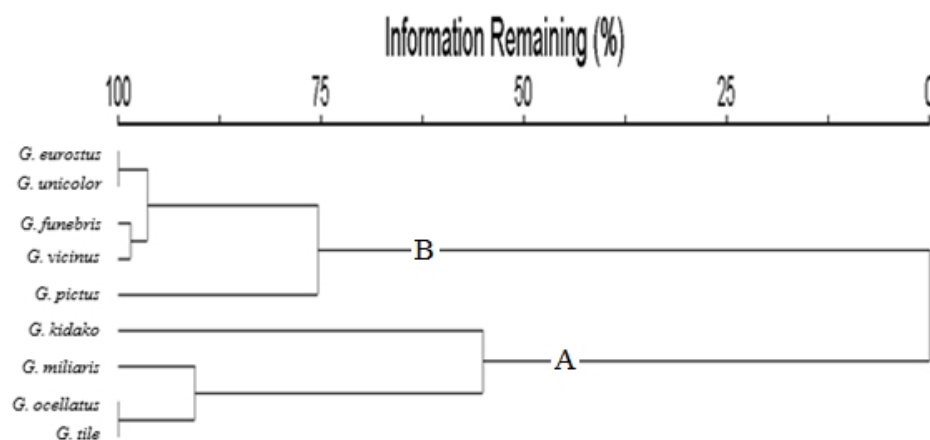 Information Remaining (%)
100 75 50 25 0
G. eurostus
G. unicolor
G. funebris
G. vicinus
B
G. pictus
G. kidako
A
G. miliaris
G. ocellatus
G. tile